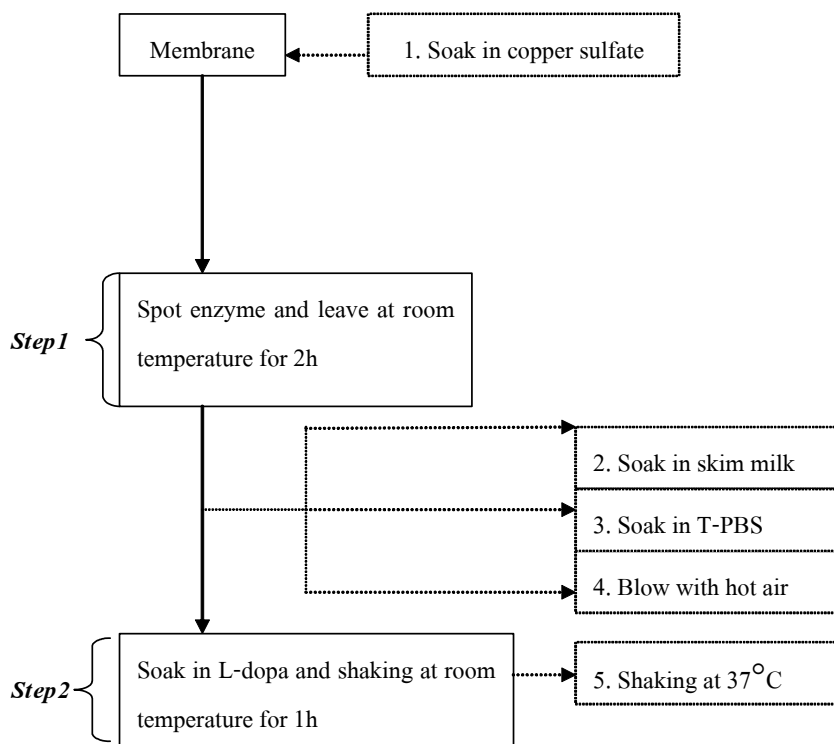 Membrane
1. Soak in copper sulfate
Step1
Spot enzyme and leave at room
temperature for 2h
2. Soak in skim milk
3. Soak in T-PBS
4. Blow with hot air
Step2
Soak in L-dopa and shaking at room
temperature for 1h
5. Shaking at 37°C